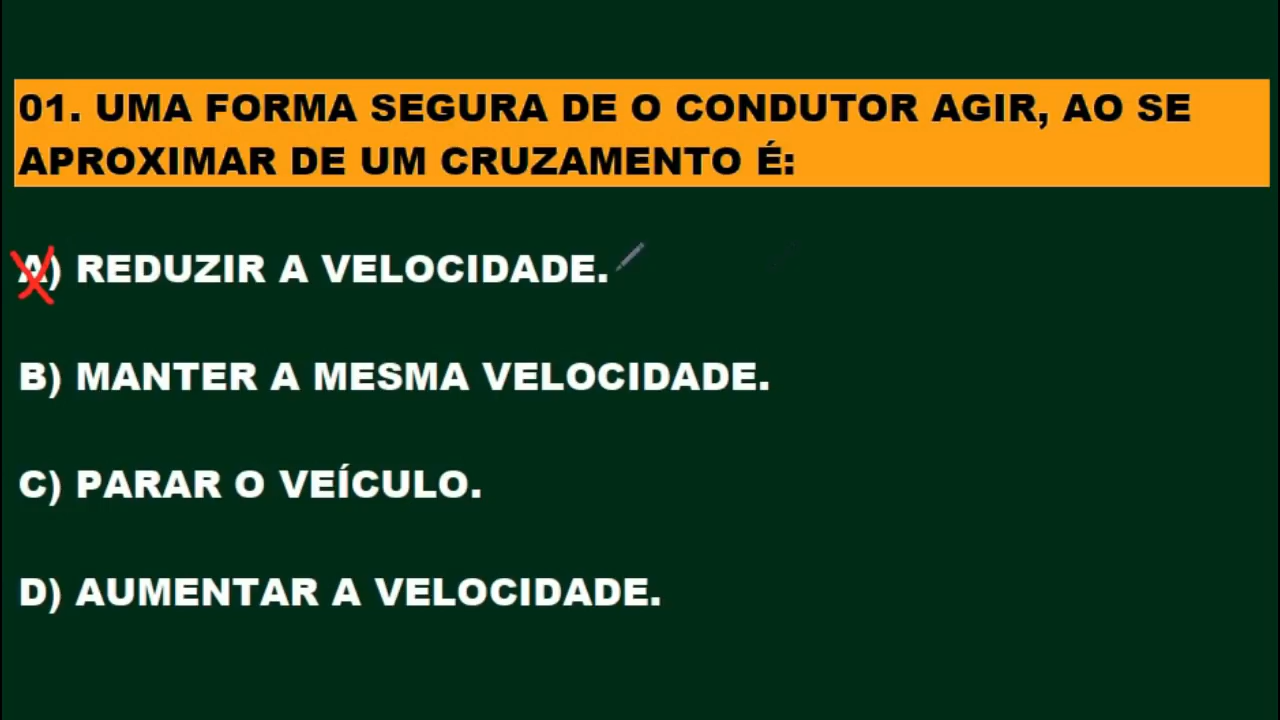 01. UMA FORMA SEGURA DE O CONDUTOR AGIR, AO SE
APROXIMAR DE UM CRUZAMENTO É:
A) REDUZIR A VELOCIDADE.
B) MANTER A MESMA VELOCIDADE.
C) PARAR O VEÍCULO.
D) AUMENTAR A VELOCIDADE.